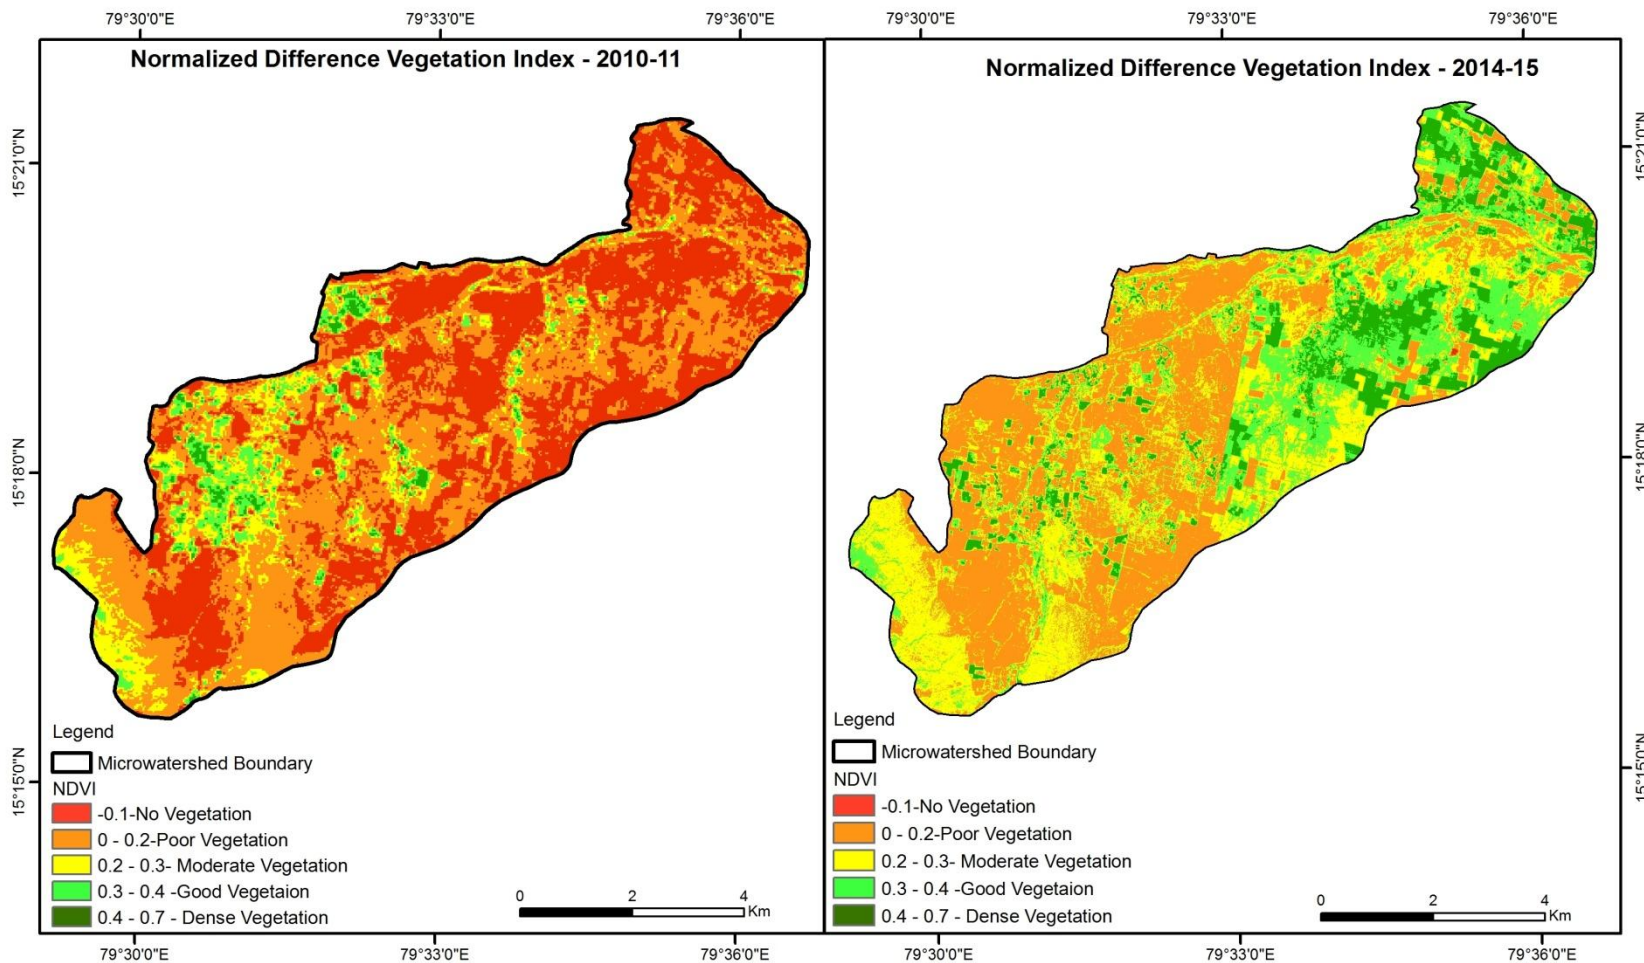 79°30'0"E 79°33'0"E 79°36'0"E 79°30'0"E 79°33'0"E 79°36'0"E
Normalized Difference Vegetation Index - 2010-11
Normalized Difference Vegetation Index - 2014-15
15°21'0"N
15°18'0"N
15°15'0"N
15°21'0"N
15°18'0"N
15°15'0"N
Legend
Microwatershed Boundary
NDVI
-0.1-No Vegetation
0 - 0.2-Poor Vegetation
0.2 - 0.3- Moderate Vegetation
0.3 - 0.4 -Good Vegetaion
0.4 - 0.7 - Dense Vegetation
0 2 4
Km
Legend
Microwatershed Boundary
NDVI
-0.1-No Vegetation
0 - 0.2-Poor Vegetation
0.2 - 0.3- Moderate Vegetation
0.3 - 0.4 -Good Vegetaion
0.4 - 0.7 - Dense Vegetation
0 2 4
Km
79°30'0"E 79°33'0"E 79°36'0"E 79°30'0"E 79°33'0"E 79°36'0"E